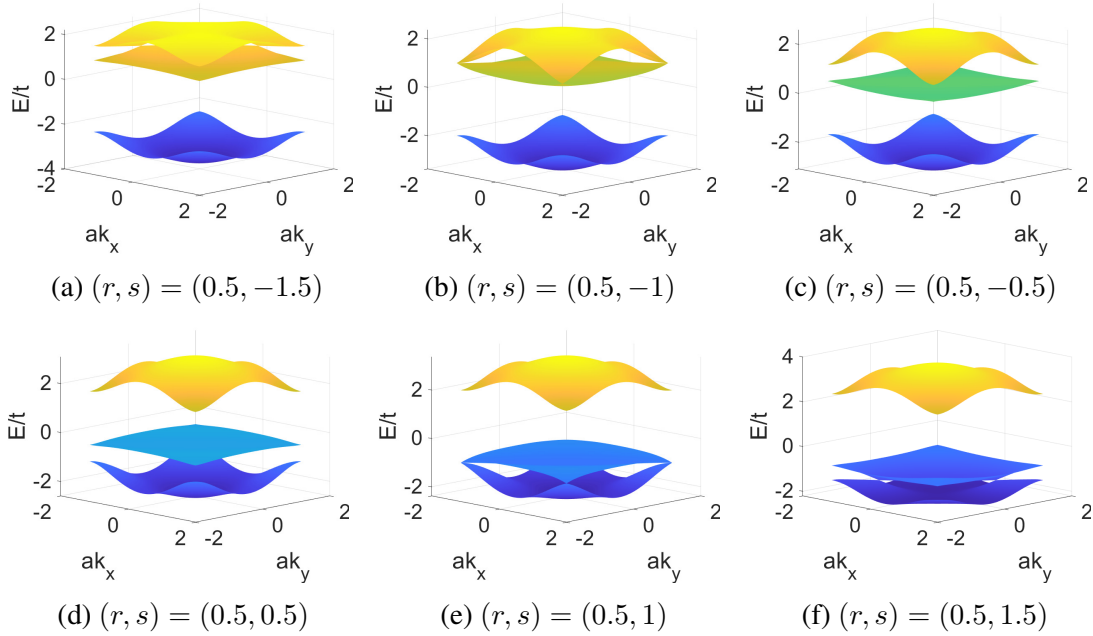 2
0
-2
-4
E/t
-2
0
2
-2
0
2
ak_x
ak_y
(a) (r, s) = (0.5, −1.5)
2
0
-2
E/t
-2
0
2
-2
0
2
ak_x
ak_y
(b) (r, s) = (0.5, −1)
2
0
-2
E/t
-2
0
2
-2
0
2
ak_x
ak_y
(c) (r, s) = (0.5, −0.5)
2
0
-2
E/t
-2
0
2
-2
0
2
ak_x
ak_y
(d) (r, s) = (0.5, 0.5)
2
0
-2
E/t
-2
0
2
-2
0
2
ak_x
ak_y
(e) (r, s) = (0.5, 1)
4
2
0
-2
E/t
-2
0
2
-2
0
2
ak_x
ak_y
(f) (r, s) = (0.5, 1.5)